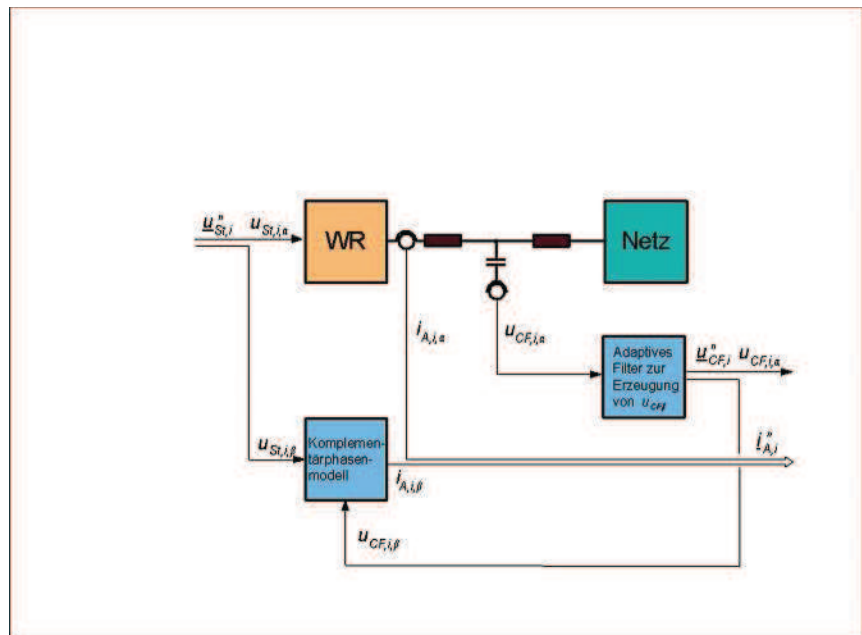 u"St,i uSt,i,α
WR
Netz
iA,i,α
uCF,i,α
Adaptives
Filter zur
Erzeugung
von uCFβ
u"CF,i uCF,i,α
uSt,i,β
Komplemen-
tärphasen-
modell
iA,i,β
i"A,i
uCF,i,β